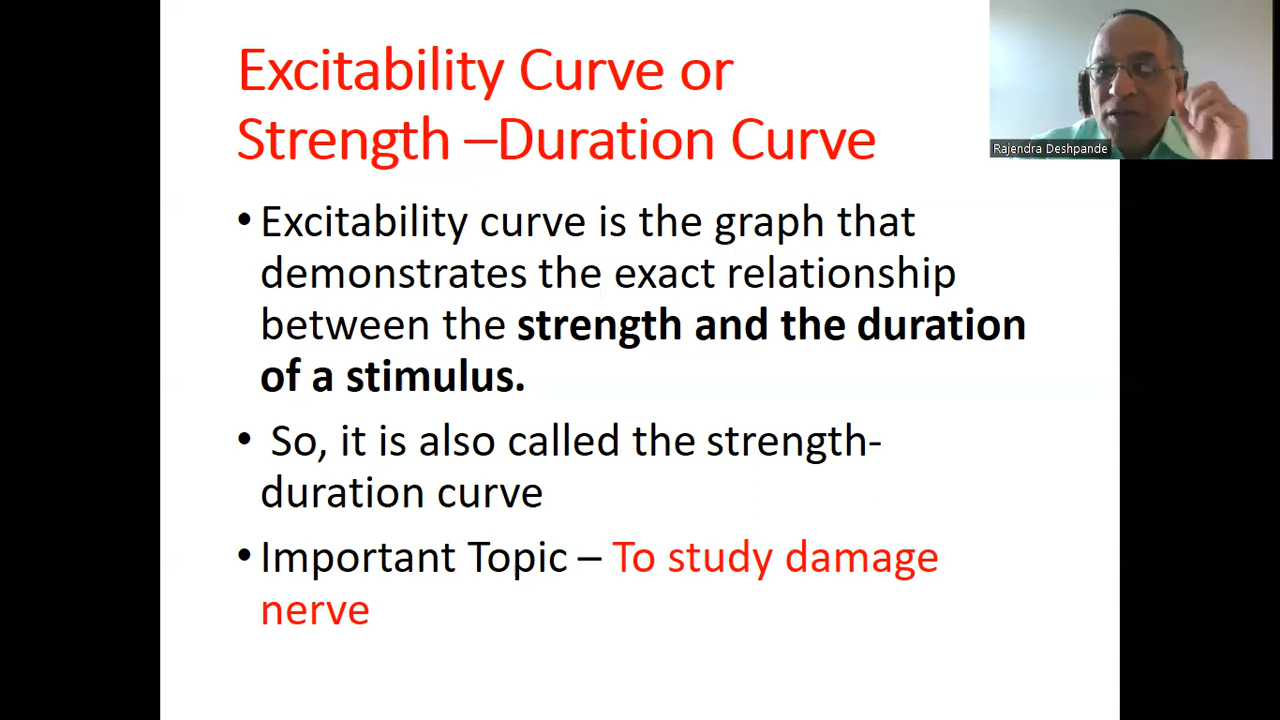 Excitability Curve or
Strength –Duration Curve
Rajendra Deshpande
• Excitability curve is the graph that
demonstrates the exact relationship
between the strength and the duration
of a stimulus.
• So, it is also called the strength-
duration curve
• Important Topic – To study damage
nerve